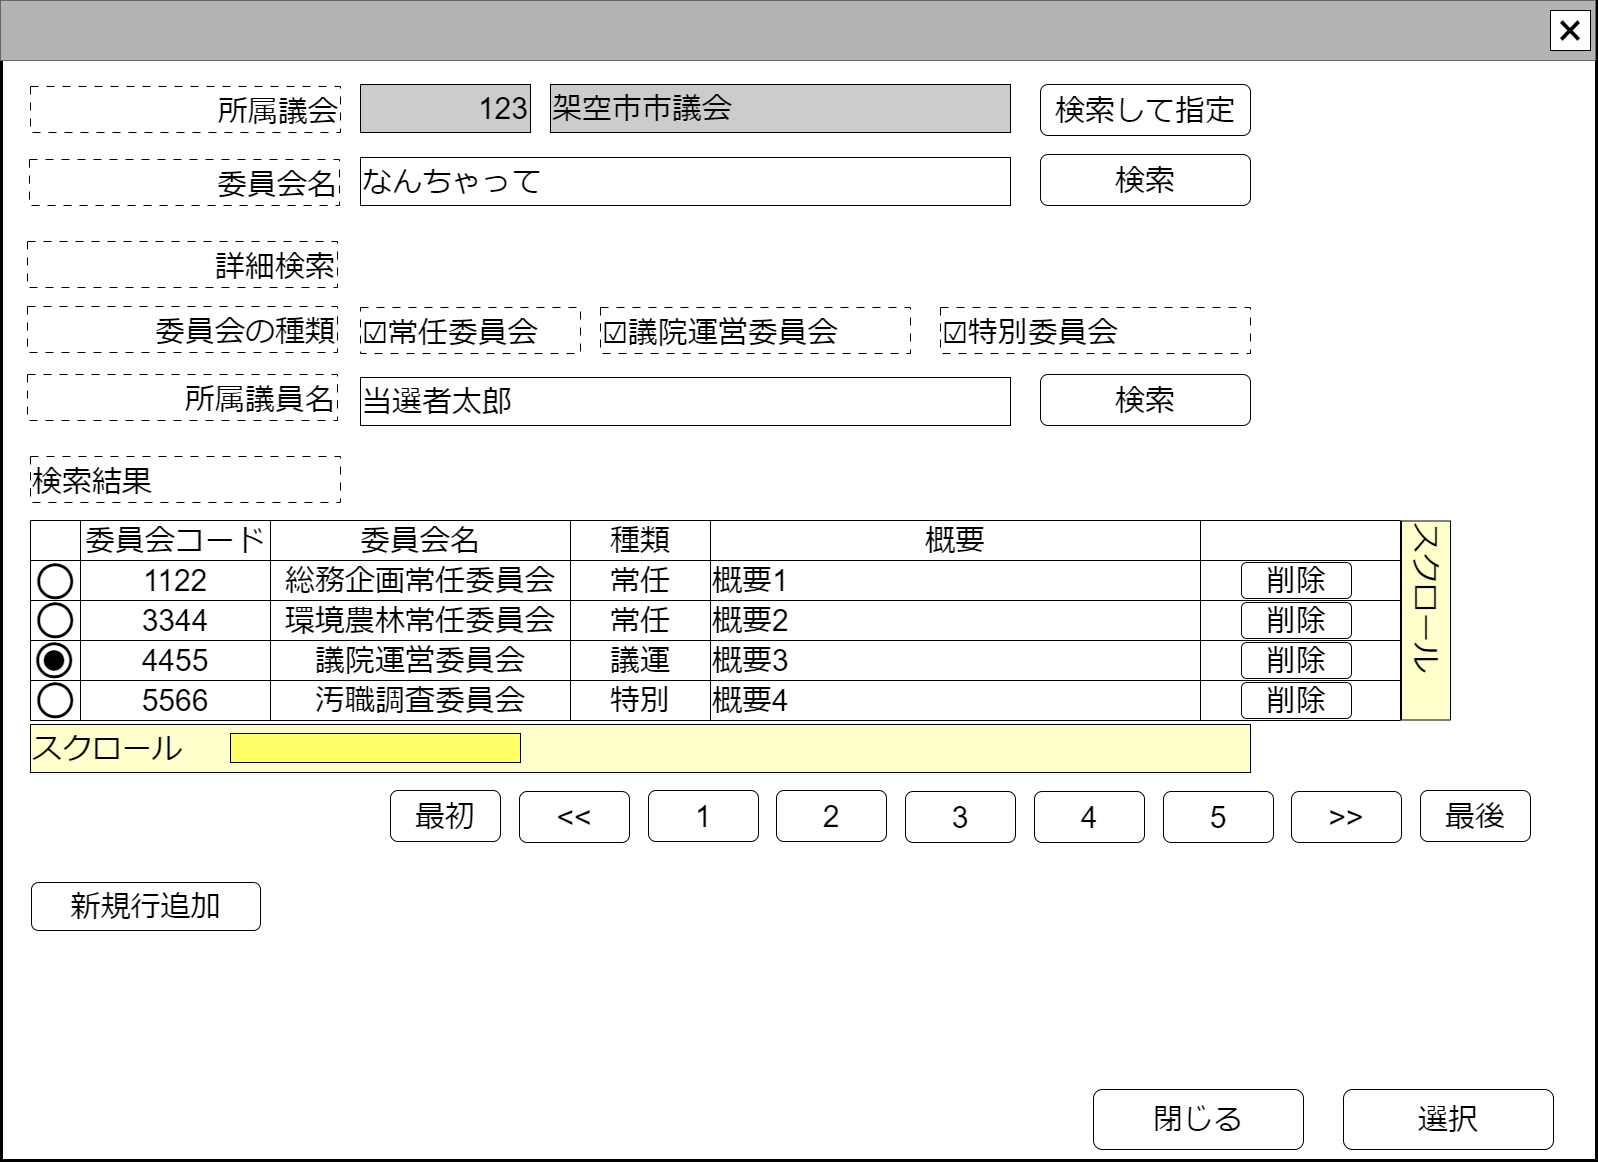 ×
所属議会 123 架空市市議会 検索して指定
委員会名 なんちゃって 検索
詳細検索
委員会の種類 ☑常任委員会 ☑議院運営委員会 ☑特別委員会
所属議員名 当選者太郎 検索
検索結果
委員会コード 委員会名 種類 概要
1122 総務企画常任委員会 常任 概要1 削除
3344 環境農林常任委員会 常任 概要2 削除
4455 議院運営委員会 議運 概要3 削除
5566 汚職調査委員会 特別 概要4 削除
スクロール
スクロール
最初 << 1 2 3 4 5 >> 最後
新規行追加
閉じる 選択